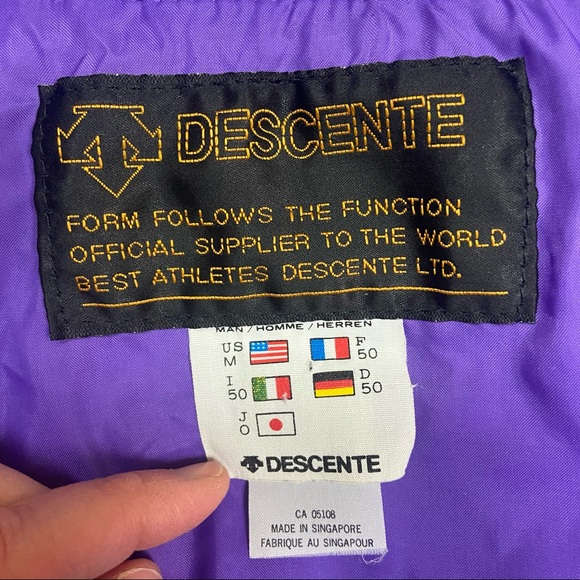 DESCENTE
FORM FOLLOWS THE FUNCTION
OFFICIAL SUPPLIER TO THE WORLD
BEST ATHLETES DESCENTE LTD.
MAN / HOMME / HERREN
US M F 50
I 50 D 50
J O
DESCENTE
CA 05108
MADE IN SINGAPORE
FABRIQUE AU SINGAPOUR